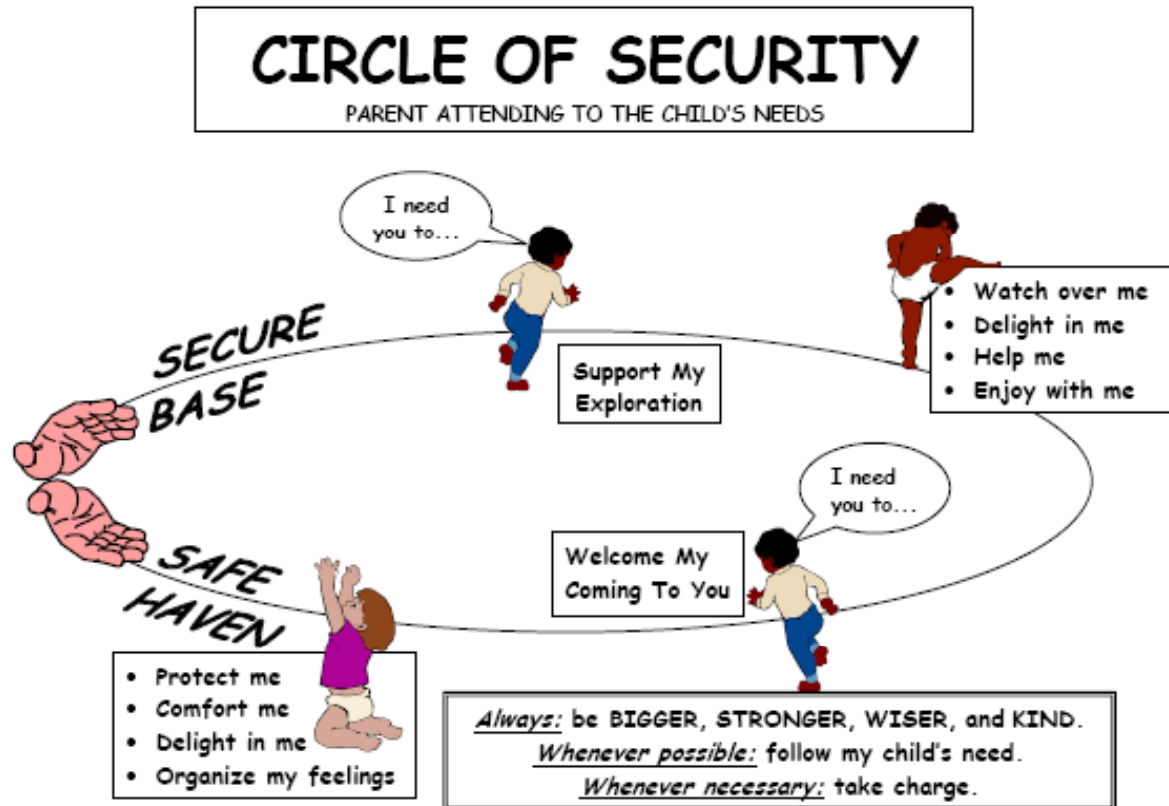 CIRCLE OF SECURITY
PARENT ATTENDING TO THE CHILD'S NEEDS
I need
you to...
SECURE
BASE
Support My
Exploration
• Watch over me
• Delight in me
• Help me
• Enjoy with me
I need
you to...
Welcome My
Coming To You
SAFE
HAVEN
• Protect me
• Comfort me
• Delight in me
• Organize my feelings
Always: be BIGGER, STRONGER, WISER, and KIND.
Whenever possible: follow my child's need.
Whenever necessary: take charge.